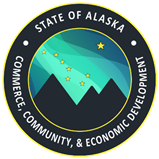 STATE OF ALASKA
COMMERCE, COMMUNITY, & ECONOMIC DEVELOPMENT